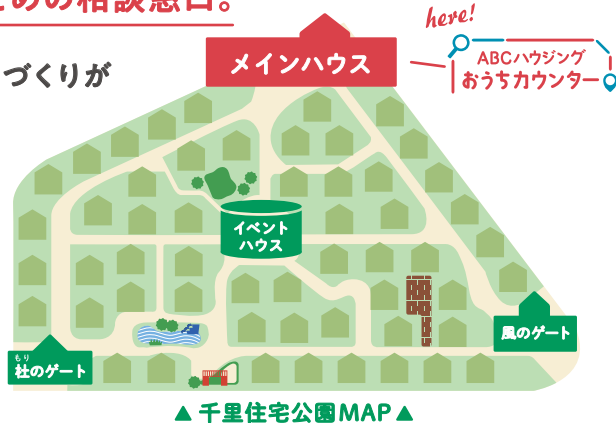 ための相談窓口。
づくりが
メインハウス
here!
ABCハウジング
おうちカウンター
イベント
ハウス
風のゲート
もり
杜のゲート
▲ 千里住宅公園MAP ▲